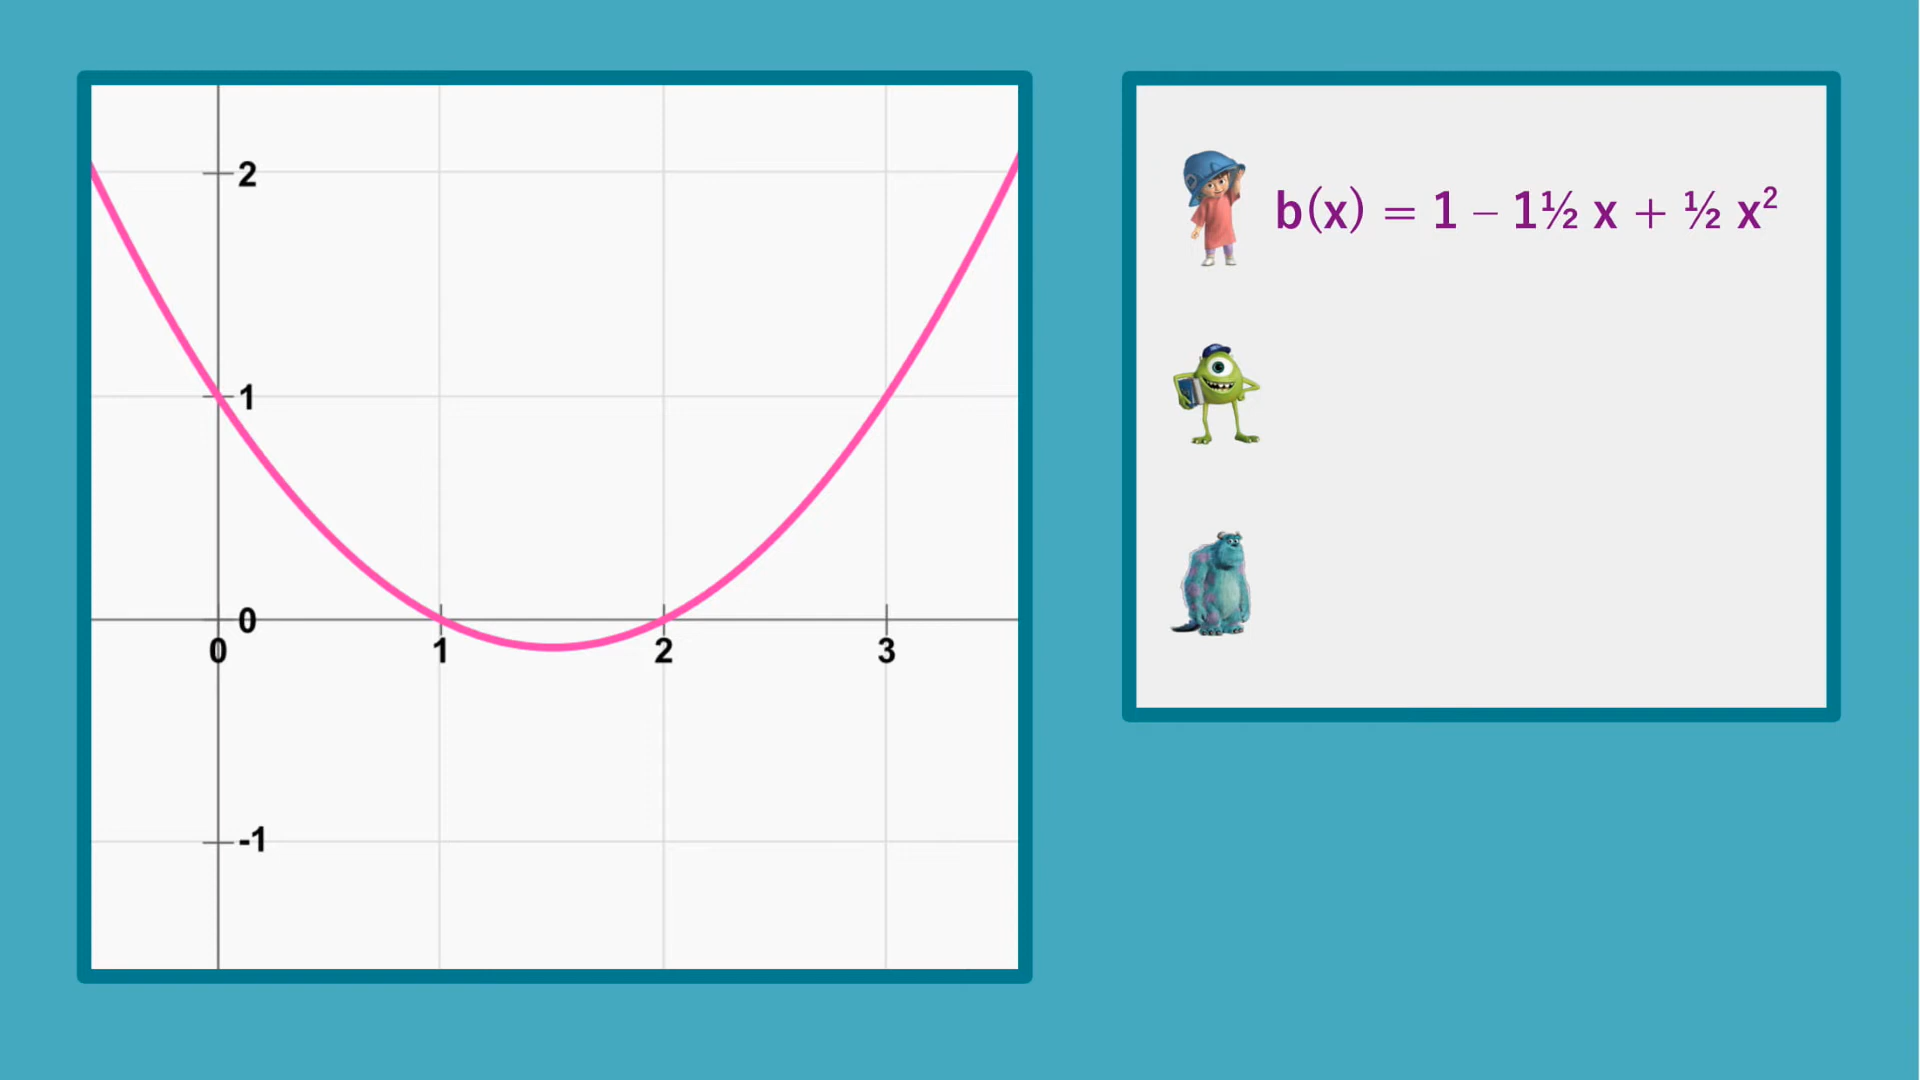 2
1
0
0 1 2 3
-1
b(x) = 1 – 1½ x + ½ x²